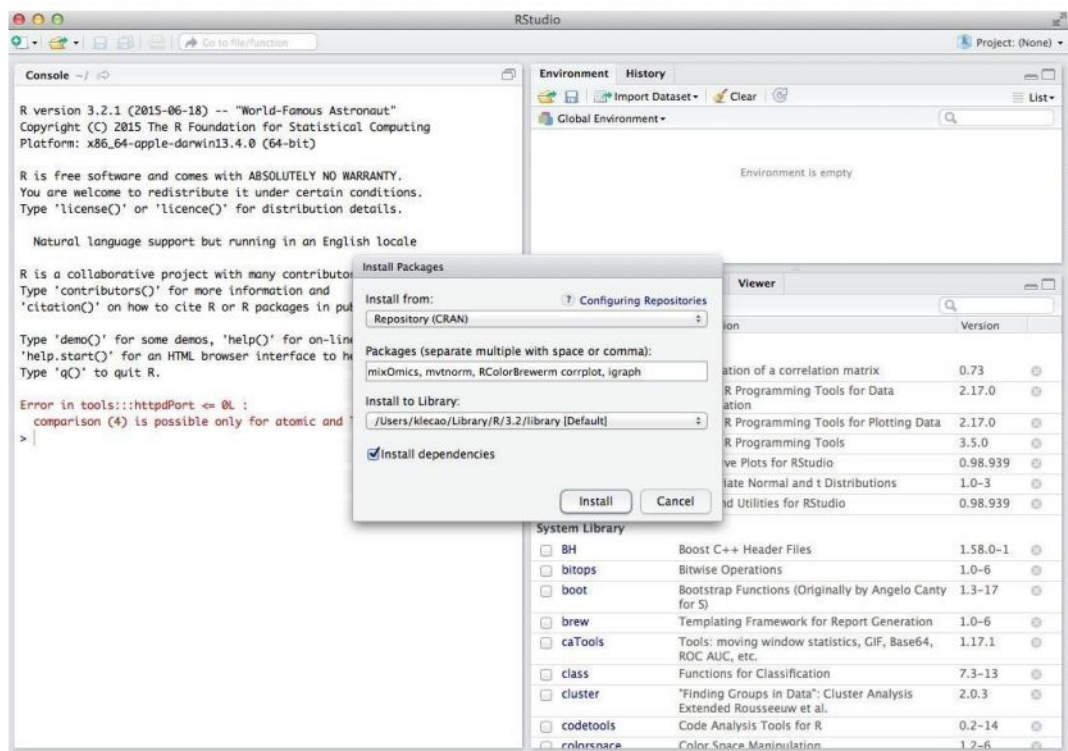 RStudio
Go to file/function
Project: (None)
Console ~/
R version 3.2.1 (2015-06-18) -- "World-Famous Astronaut"
Copyright (C) 2015 The R Foundation for Statistical Computing
Platform: x86_64-apple-darwin13.4.0 (64-bit)
R is free software and comes with ABSOLUTELY NO WARRANTY.
You are welcome to redistribute it under certain conditions.
Type 'license()' or 'licence()' for distribution details.
Natural language support but running in an English locale
R is a collaborative project with many contributo
Type 'contributors()' for more information and
'citation()' on how to cite R or R packages in pu
Type 'demo()' for some demos, 'help()' for on-lin
'help.start()' for an HTML browser interface to he
Type 'q()' to quit R.
Error in tools:::httpdPort <= 0L :
comparison (4) is possible only for atomic and
>
Environment History
Import Dataset Clear List
Global Environment
Environment is empty
Install Packages
Install from: ? Configuring Repositories
Repository (CRAN)
Packages (separate multiple with space or comma):
mixOmics, mvtnorm, RColorBrewerm corrplot, igraph
Install to Library:
/Users/klecao/Library/R/3.2/library [Default]
Install dependencies
Install Cancel
Viewer
ion Version
ation of a correlation matrix 0.73
R Programming Tools for Data 2.17.0
ation
R Programming Tools for Plotting Data 2.17.0
R Programming Tools 3.5.0
ve Plots for RStudio 0.98.939
iate Normal and t Distributions 1.0-3
nd Utilities for RStudio 0.98.939
System Library
BH Boost C++ Header Files 1.58.0-1
bitops Bitwise Operations 1.0-6
boot Bootstrap Functions (Originally by Angelo Canty 1.3-17
for S)
brew Templating Framework for Report Generation 1.0-6
caTools Tools: moving window statistics, GIF, Base64, 1.17.1
ROC AUC, etc.
class Functions for Classification 7.3-13
cluster "Finding Groups in Data": Cluster Analysis 2.0.3
Extended Rousseeuw et al.
codetools Code Analysis Tools for R 0.2-14
colorspace Color Space Manipulation 1.2-6